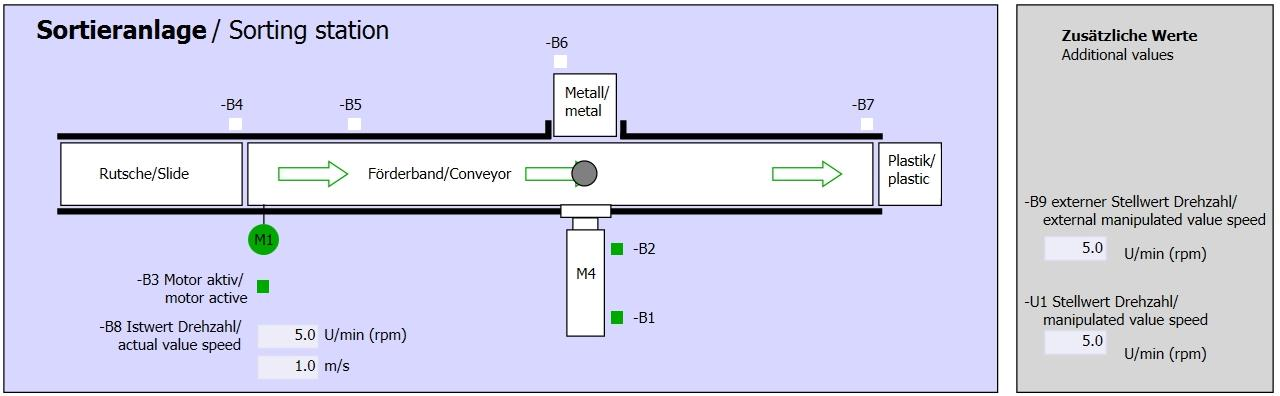 Sortieranlage / Sorting station
-B6
Metall/
metal
-B4
-B5
-B7
Rutsche/Slide
Förderband/Conveyor
Plastik/
plastic
M1
-B3 Motor aktiv/
motor active
-B8 Istwert Drehzahl/
actual value speed
5.0 U/min (rpm)
1.0 m/s
M4
-B2
-B1
Zusätzliche Werte
Additional values
-B9 externer Stellwert Drehzahl/
external manipulated value speed
5.0 U/min (rpm)
-U1 Stellwert Drehzahl/
manipulated value speed
5.0 U/min (rpm)